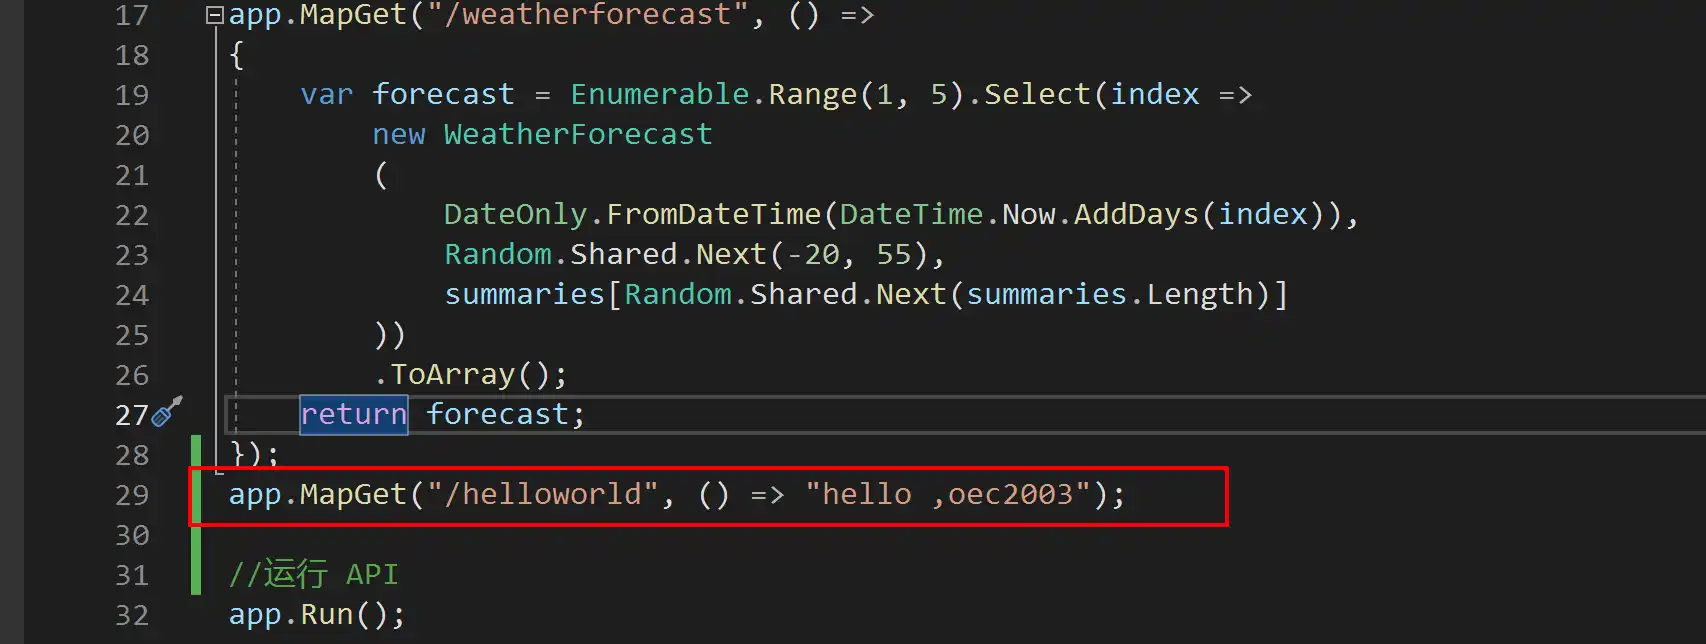 17 app.MapGet("/weatherforecast", () =>
18 {
19 var forecast = Enumerable.Range(1, 5).Select(index =>
20 new WeatherForecast
21 (
22 DateOnly.FromDateTime(DateTime.Now.AddDays(index)),
23 Random.Shared.Next(-20, 55),
24 summaries[Random.Shared.Next(summaries.Length)]
25 ))
26 .ToArray();
27 return forecast;
28 });
29 app.MapGet("/helloworld", () => "hello ,oec2003");
30
31 //运行 API
32 app.Run();